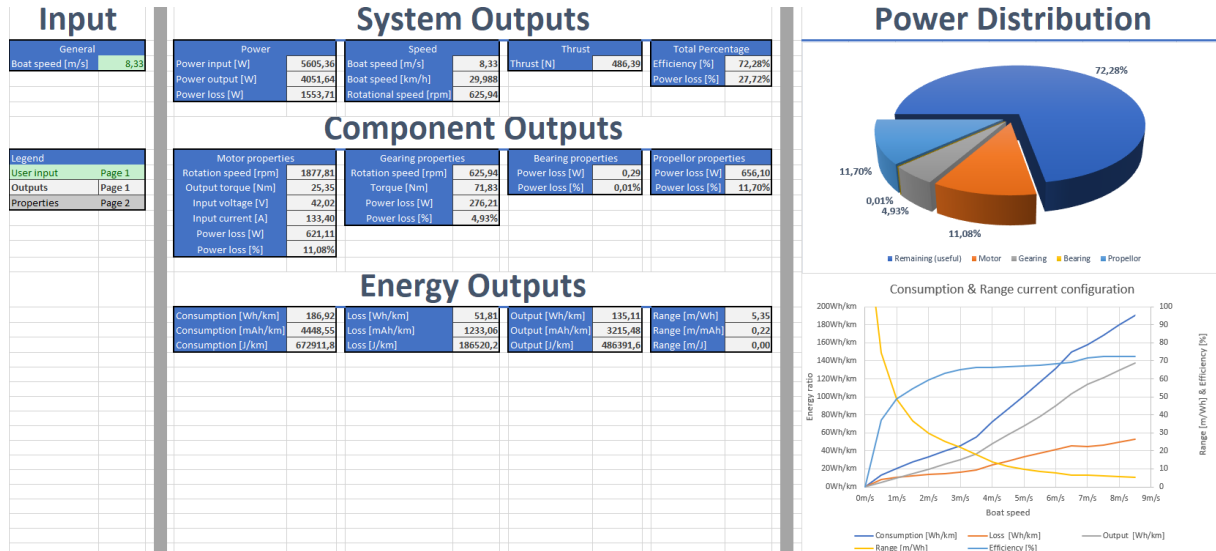 Input
General
Boat speed [m/s] 8,33
Legend
User input Page 1
Outputs Page 1
Properties Page 2
System Outputs
Power
Power input [W] 5605,36
Power output [W] 4051,64
Power loss [W] 1553,71
Speed
Boat speed [m/s] 8,33
Boat speed [km/h] 29,988
Rotational speed [rpm] 625,94
Thrust
Thrust [N] 486,39
Total Percentage
Efficiency [%] 72,28%
Power loss [%] 27,72%
Component Outputs
Motor properties
Rotation speed [rpm] 1877,81
Output torque [Nm] 25,35
Input voltage [V] 42,02
Input current [A] 133,40
Power loss [W] 621,11
Power loss [%] 11,08%
Gearing properties
Rotation speed [rpm] 625,94
Torque [Nm] 71,83
Power loss [W] 276,21
Power loss [%] 4,93%
Bearing properties
Power loss [W] 0,29
Power loss [%] 0,01%
Propellor properties
Power loss [W] 656,10
Power loss [%] 11,70%
Energy Outputs
Consumption [Wh/km] 186,92
Consumption [mAh/km] 4448,55
Consumption [J/km] 672911,8
Loss [Wh/km] 51,81
Loss [mAh/km] 1233,06
Loss [J/km] 186520,2
Output [Wh/km] 135,11
Output [mAh/km] 3215,48
Output [J/km] 486391,6
Range [m/Wh] 5,35
Range [m/mAh] 0,22
Range [m/J] 0,00
Power Distribution
72,28%
11,70%
0,01%
4,93%
11,08%
Remaining (useful) Motor Gearing Bearing Propellor
Consumption & Range current configuration
200Wh/km 100
180Wh/km 90
160Wh/km 80
140Wh/km 70
120Wh/km 60
100Wh/km 50
80Wh/km 40
60Wh/km 30
40Wh/km 20
20Wh/km 10
0Wh/km 0
Energy ratio
Range [m/Wh] & Efficiency [%]
0m/s 1m/s 2m/s 3m/s 4m/s 5m/s 6m/s 7m/s 8m/s 9m/s
Boat speed
Consumption [Wh/km] Loss [Wh/km] Output [Wh/km]
Range [m/Wh] Efficiency [%]